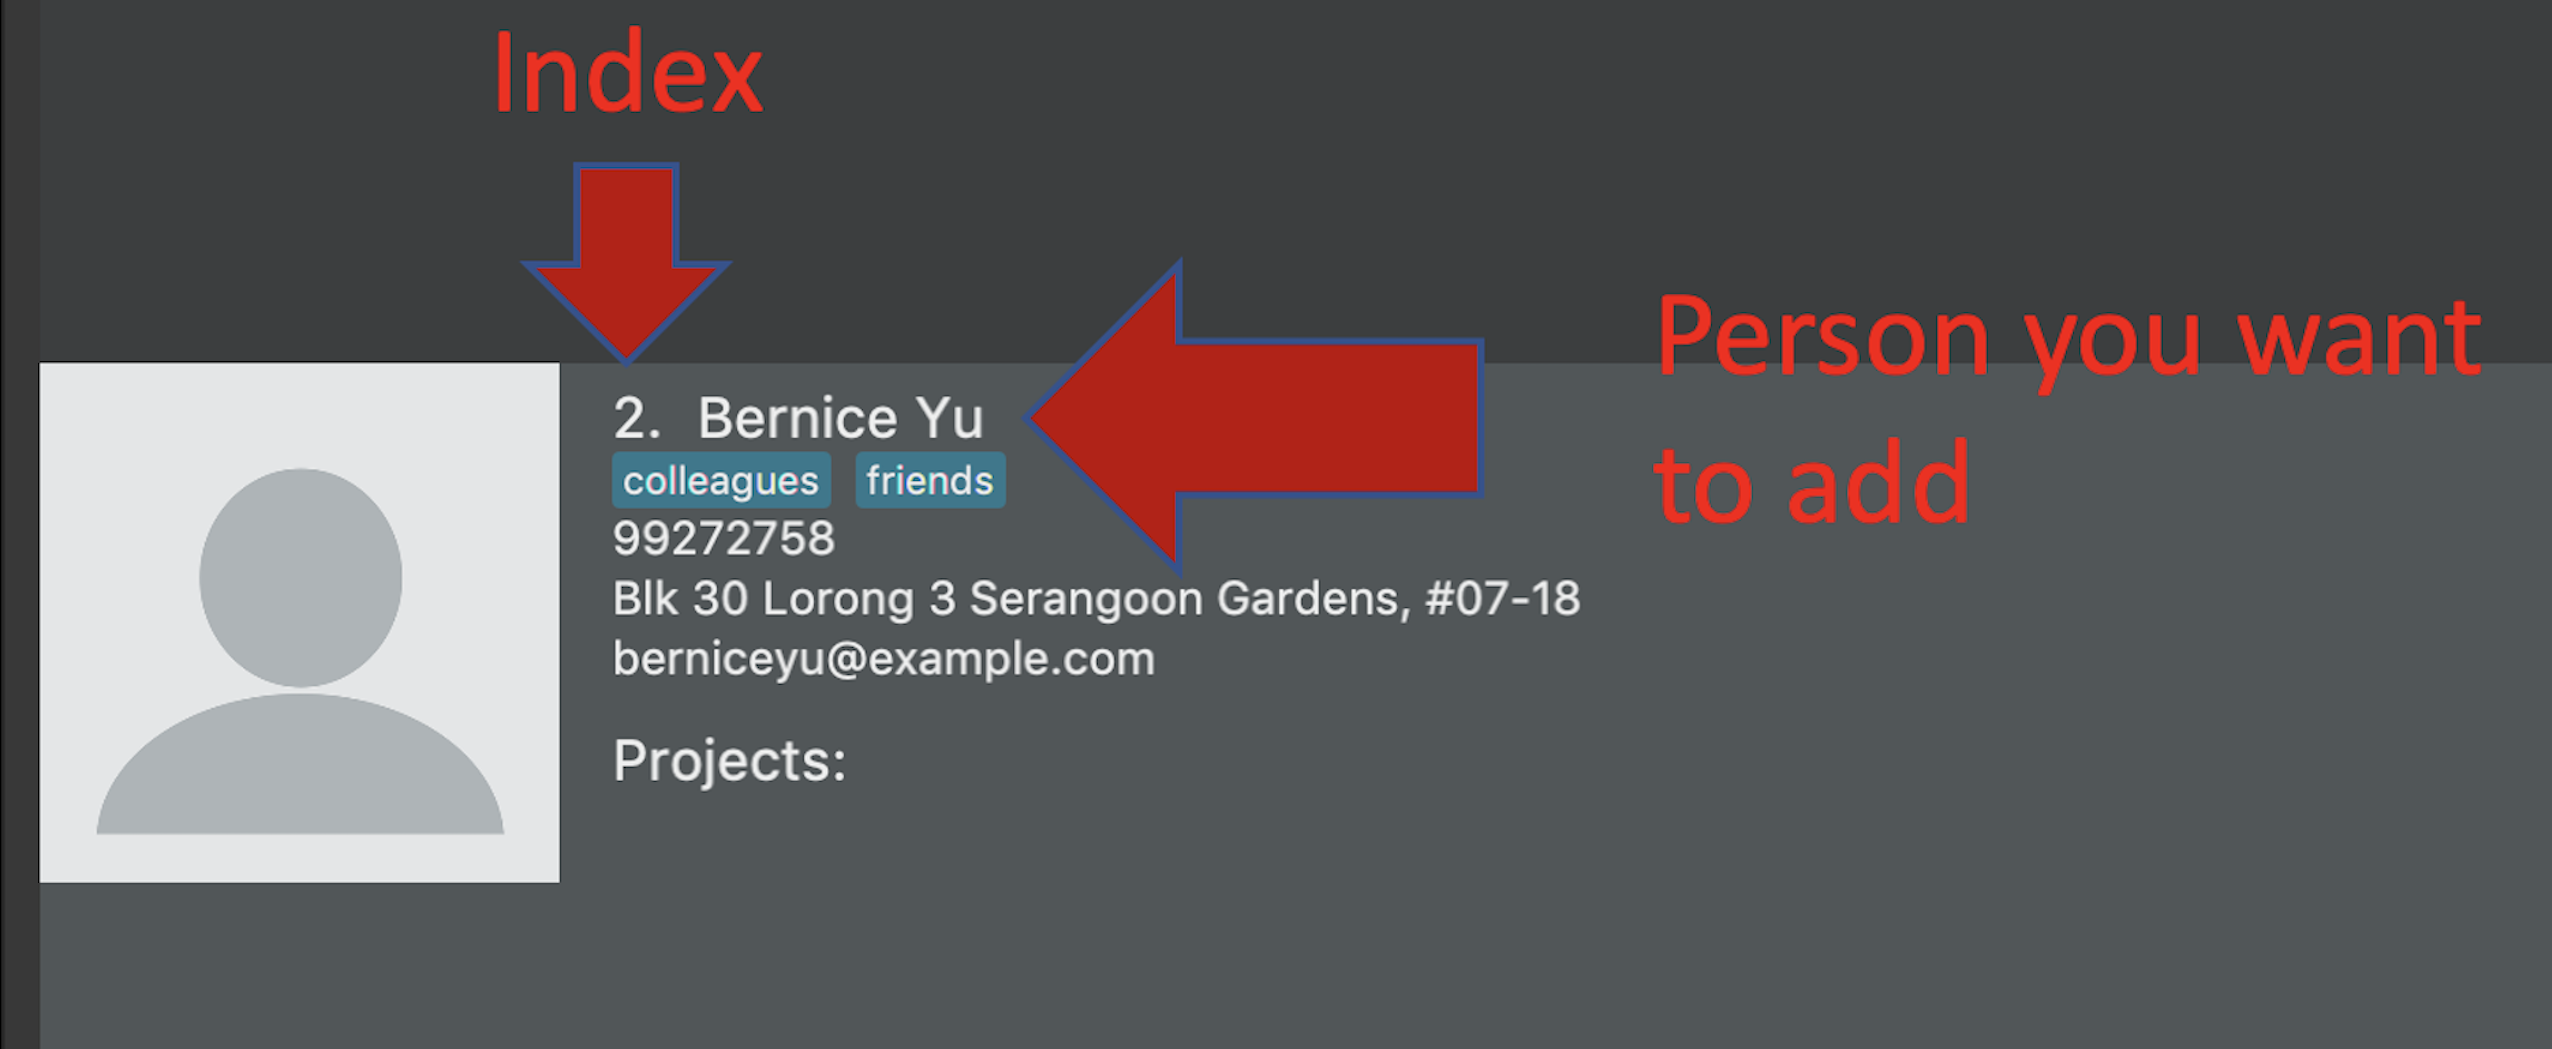 Index
Person you want
to add
2. Bernice Yu
colleagues friends
99272758
Blk 30 Lorong 3 Serangoon Gardens, #07-18
berniceyu@example.com
Projects: